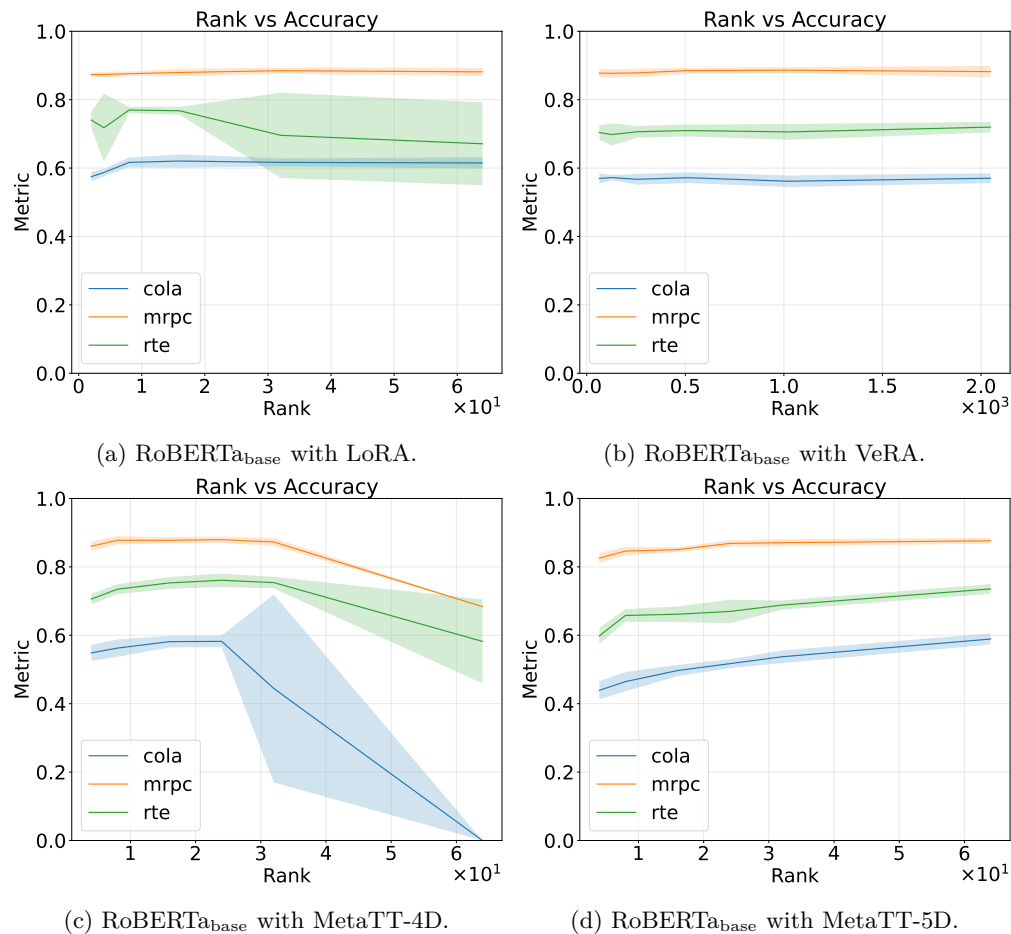 Rank vs Accuracy
1.0
0.8
0.6
0.4
0.2
0.0
Metric
cola
mrpc
rte
0 1 2 3 4 5 6
Rank
×10¹
(a) RoBERTa_base with LoRA.
Rank vs Accuracy
1.0
0.8
0.6
0.4
0.2
0.0
Metric
cola
mrpc
rte
0.0 0.5 1.0 1.5 2.0
Rank
×10³
(b) RoBERTa_base with VeRA.
Rank vs Accuracy
1.0
0.8
0.6
0.4
0.2
0.0
Metric
cola
mrpc
rte
1 2 3 4 5 6
Rank
×10¹
(c) RoBERTa_base with MetaTT-4D.
Rank vs Accuracy
1.0
0.8
0.6
0.4
0.2
0.0
Metric
cola
mrpc
rte
1 2 3 4 5 6
Rank
×10¹
(d) RoBERTa_base with MetaTT-5D.